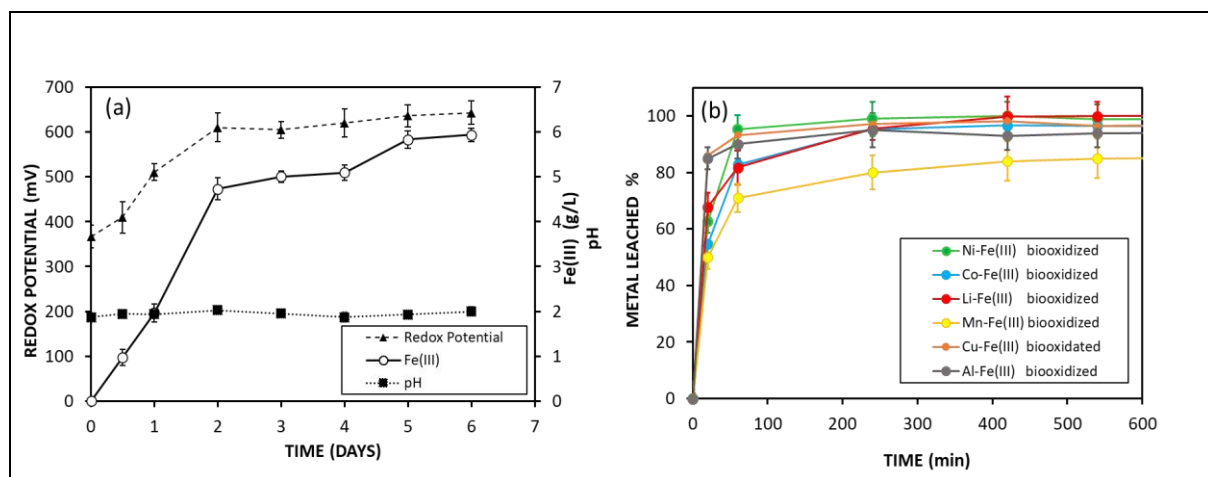 (a)
REDOX POTENTIAL (mV)
700
600
500
400
300
200
100
0
7
6
5
4
3
2
1
0
Fe(III) (g/L)
pH
Redox Potential
Fe(III)
pH
0 1 2 3 4 5 6 7
TIME (DAYS)
(b)
METAL LEACHED %
100
80
60
40
20
0
Ni-Fe(III) biooxidized
Co-Fe(III) biooxidized
Li-Fe(III) biooxidized
Mn-Fe(III) biooxidized
Cu-Fe(III) biooxidated
Al-Fe(III) biooxidized
0 100 200 300 400 500 600
TIME (min)